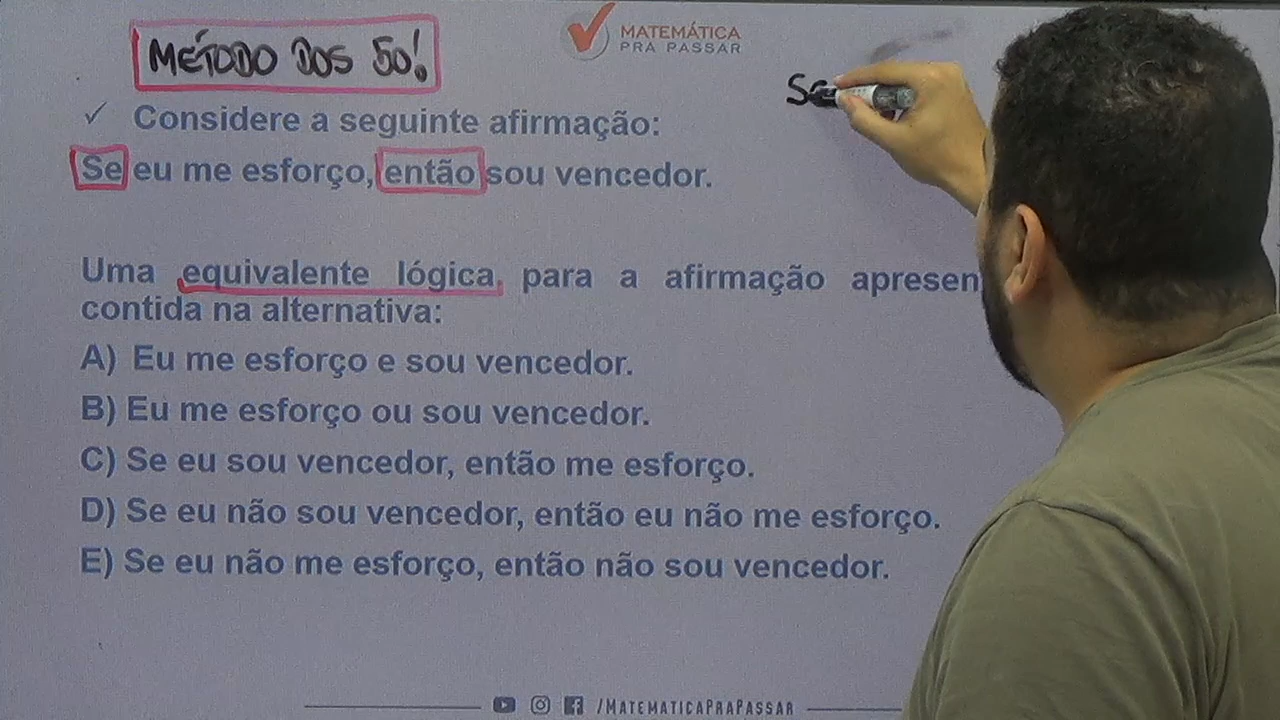 MÉTODO DOS 50!
MATEMÁTICA
PRA PASSAR
✓ Considere a seguinte afirmação:
Se eu me esforço, então sou vencedor.
Uma equivalente lógica para a afirmação
contida na alternativa:
A) Eu me esforço e sou vencedor.
B) Eu me esforço ou sou vencedor.
C) Se eu sou vencedor, então me esforço.
D) Se eu não sou vencedor, então eu não me esforço.
E) Se eu não me esforço, então não sou vencedor.
/MATEMATICAPRAPASSAR